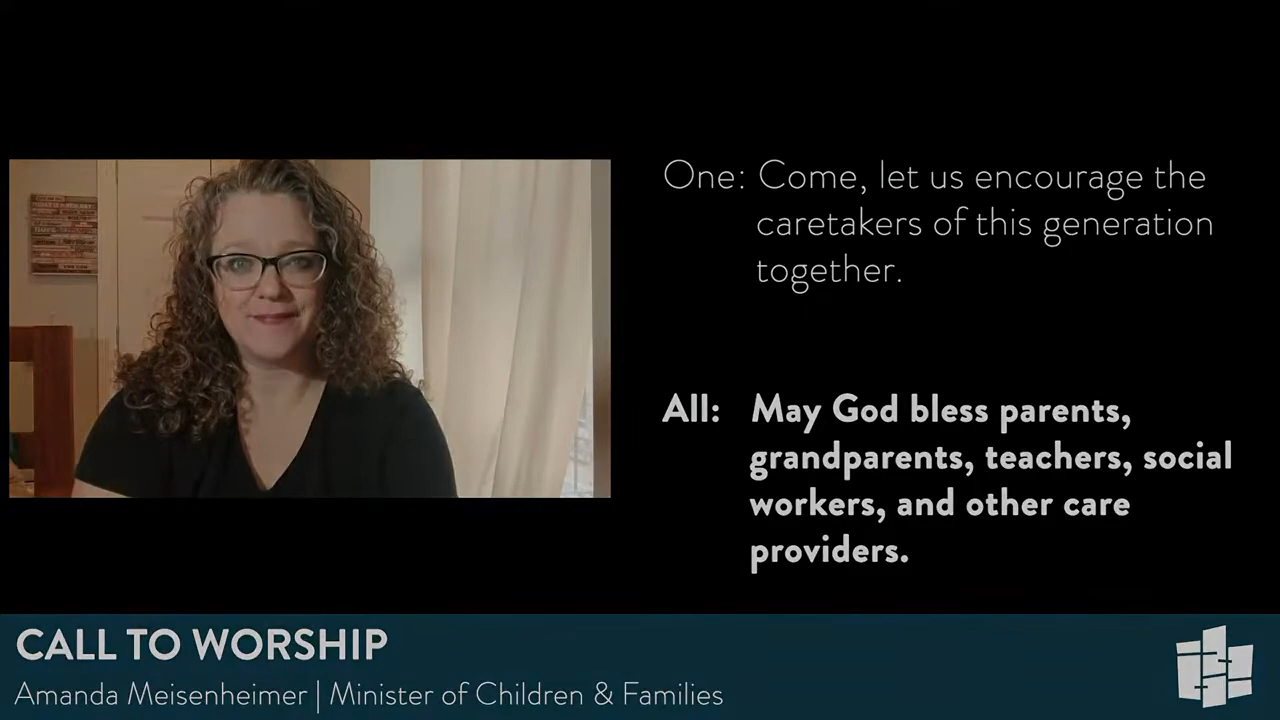 One: Come, let us encourage the
caretakers of this generation
together.
All: May God bless parents,
grandparents, teachers, social
workers, and other care
providers.
CALL TO WORSHIP
Amanda Meisenheimer | Minister of Children & Families